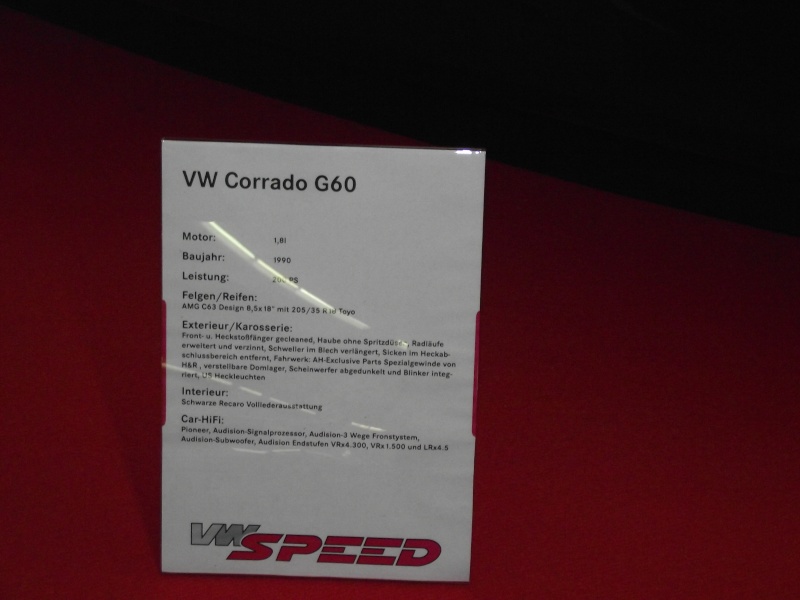 VW Corrado G60
Motor: 1,8l
Baujahr: 1990
Leistung: PS
Felgen/Reifen:
AMG C63 Design 8,5x18" mit 205/35 R 18 Toyo
Exterieur/Karosserie:
Front- u. Heckstoßfänger gecleaned, Haube ohne Spritzdüsen, Radläufe
erweitert und verzinnt, Schweller im Blech verlängert, Sicken im Heckab-
schlussbereich entfernt, Fahrwerk: AH-Exclusive Parts Spezialgewinde von
H&R , verstellbare Domlager, Scheinwerfer abgedunkelt und Blinker integ-
riert, US Heckleuchten
Interieur:
Schwarze Recaro Vollederausstattung
Car-HiFi:
Pioneer, Audision-Signalprozessor, Audision-3 Wege Fronstystem,
Audision-Subwoofer, Audision Endstufen VRx4.300, VRx1.500 und LRx4.5
VW SPEED